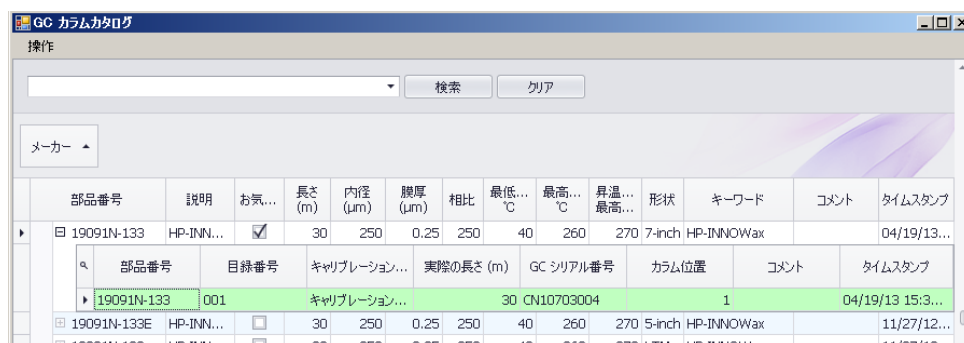 GC カラムカタログ
操作
検索 クリア
メーカー
部品番号 説明 お気... 長さ (m) 内径 (μm) 膜厚 (μm) 相比 最低... ℃ 最高... ℃ 昇温... 最高... 形状 キーワード コメント タイムスタンプ
19091N-133 HP-INN... 30 250 0.25 250 40 260 270 7-inch HP-INNOWax 04/19/13...
部品番号 目録番号 キャリブレーション... 実際の長さ (m) GC シリアル番号 カラム位置 コメント タイムスタンプ
19091N-133 001 キャリブレーション... 30 CN10703004 1 04/19/13 15:3...
19091N-133E HP-INN... 30 250 0.25 250 40 260 270 5-inch HP-INNOWax 11/27/12...